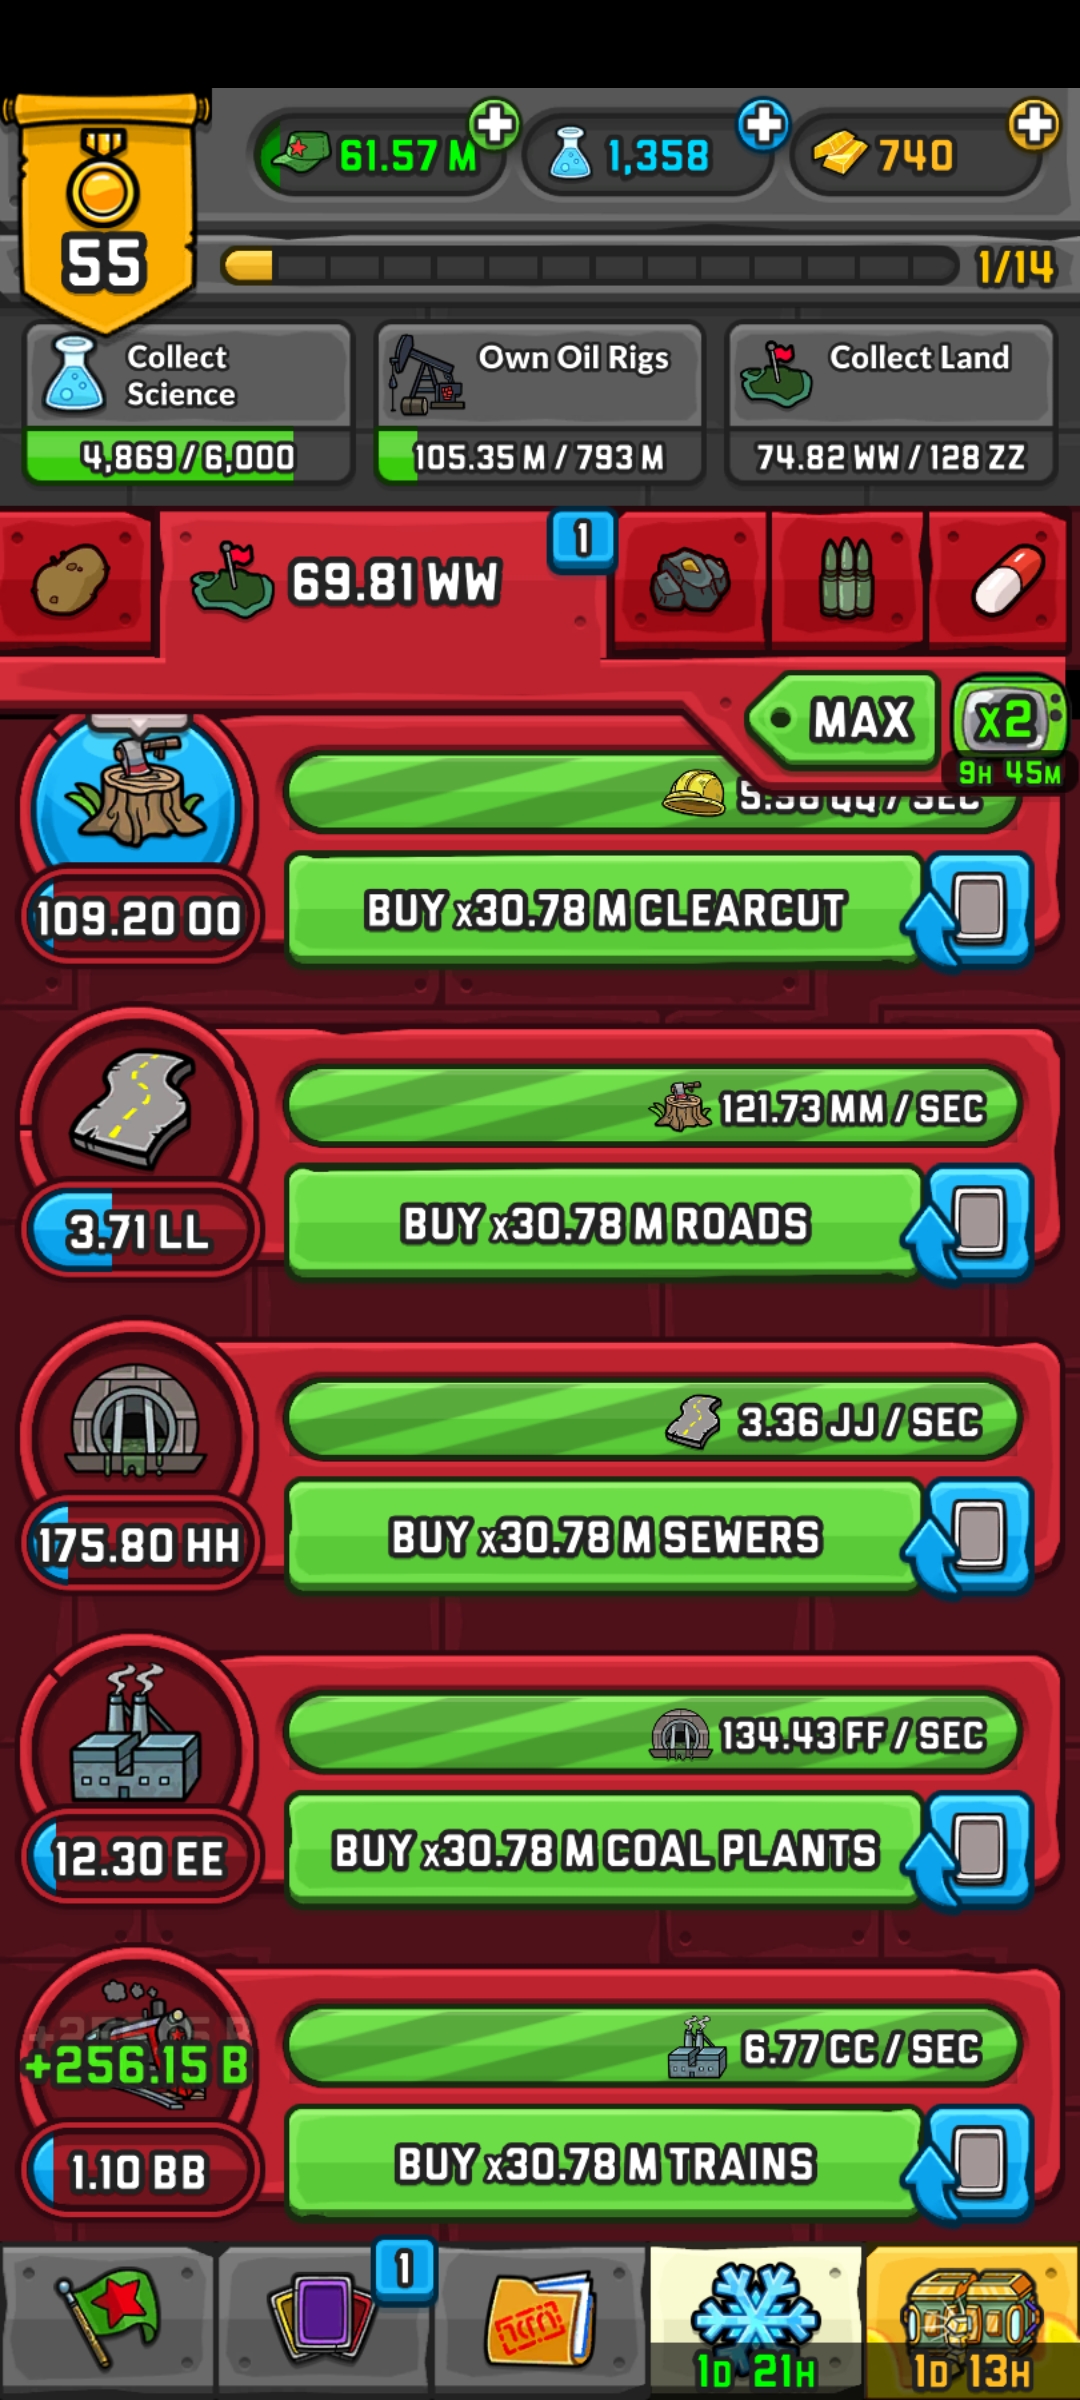 61.57 M
1,358
740
55
1/14
Collect
Science
4,869 / 6,000
Own Oil Rigs
105.35 M / 793 M
Collect Land
74.82 WW / 128 ZZ
69.81 WW
1
MAX
x2
9H 45M
5.38 QQ / SEC
109.20 OO
BUY x30.78 M CLEARCUT
121.73 MM / SEC
3.71 LL
BUY x30.78 M ROADS
3.36 JJ / SEC
175.80 HH
BUY x30.78 M SEWERS
134.43 FF / SEC
12.30 EE
BUY x30.78 M COAL PLANTS
+256.15 B
6.77 CC / SEC
1.10 BB
BUY x30.78 M TRAINS
1
1D 21H
1D 13H